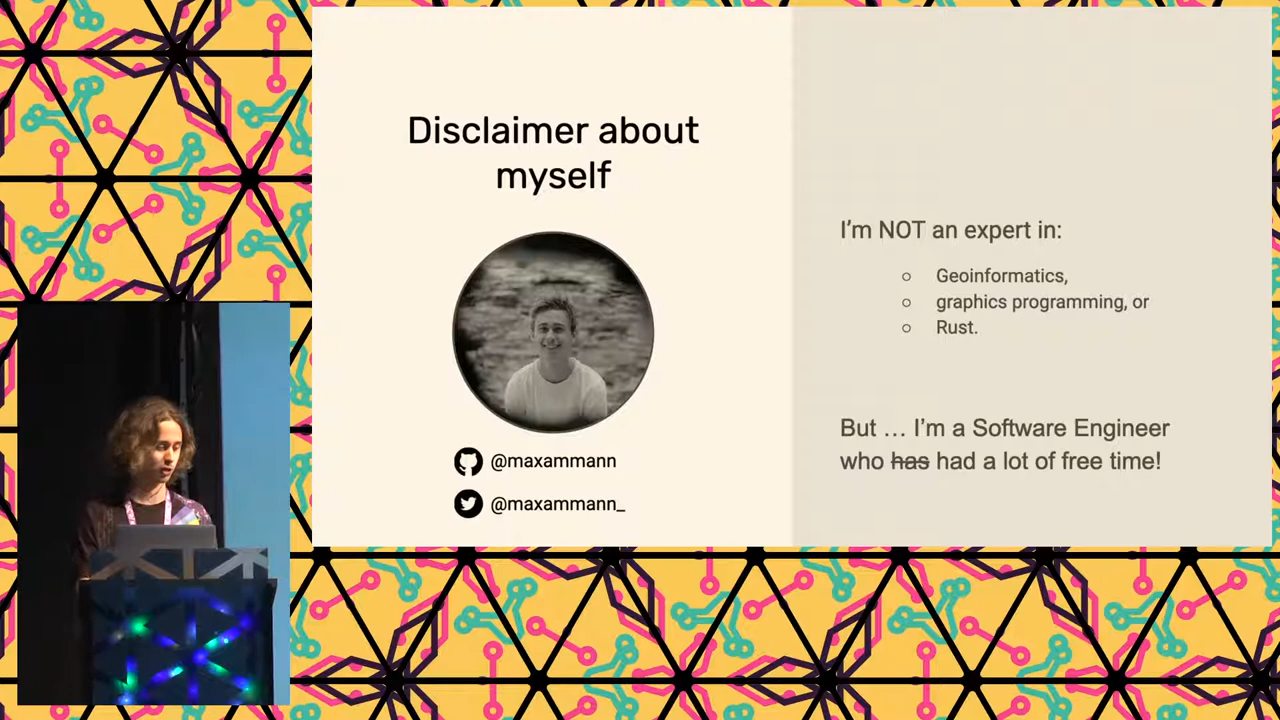 Disclaimer about
myself
@maxammann
@maxammann_
I'm NOT an expert in:
Geoinformatics,
graphics programming, or
Rust.
But … I'm a Software Engineer
who has had a lot of free time!